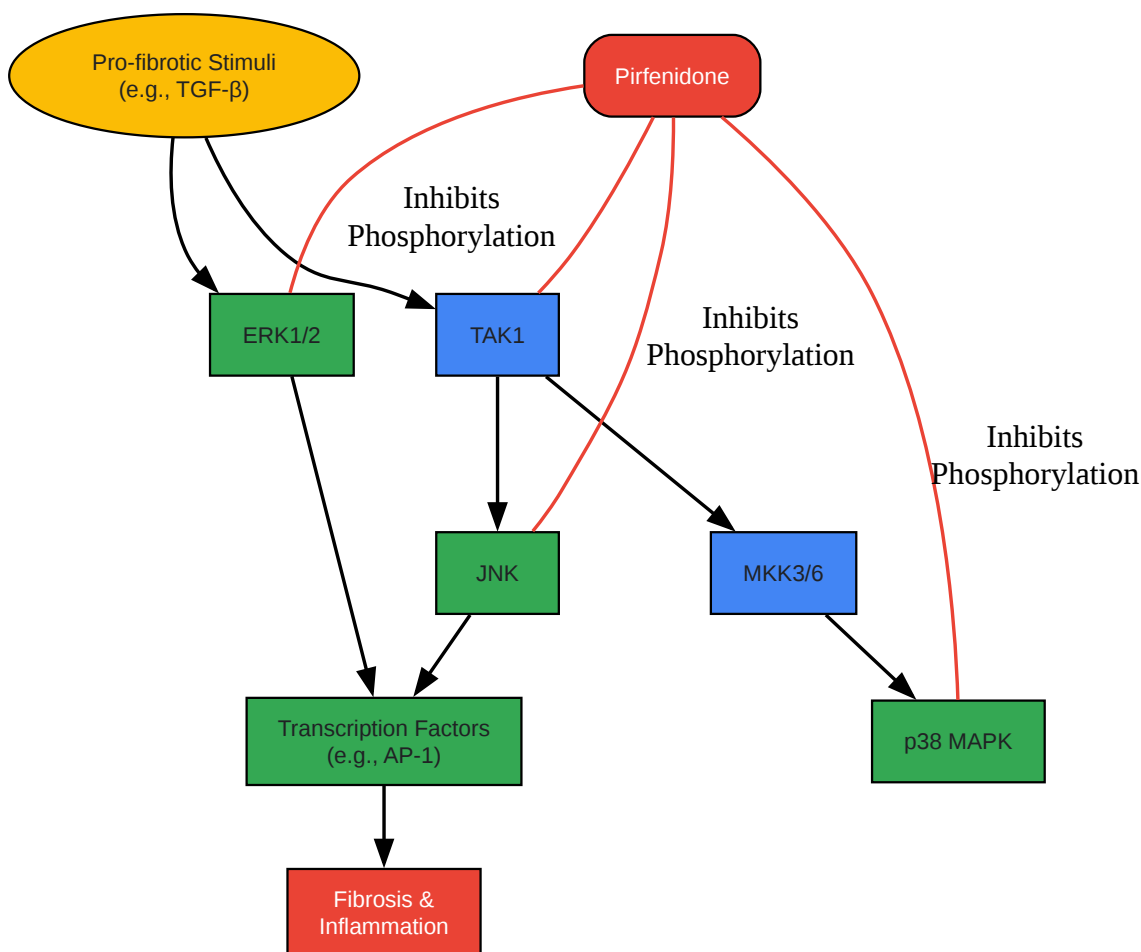 Pro-fibrotic Stimuli
(e.g., TGF-β)
Pirfenidone
Inhibits
Phosphorylation
ERK1/2
TAK1
Inhibits
Phosphorylation
Inhibits
Phosphorylation
JNK
MKK3/6
Transcription Factors
(e.g., AP-1)
p38 MAPK
Fibrosis &
Inflammation